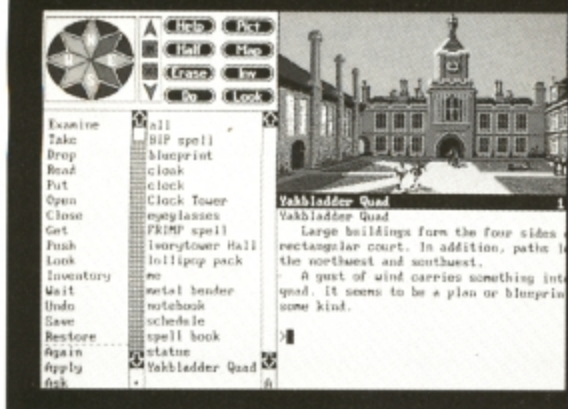 Help
Pict
Half
Map
Erase
Inv
Do
Look
Examine
Take
Drop
Read
Put
Open
Close
Get
Push
Look
Inventory
Wait
Undo
Save
Restore
Again
Apply
Ask
all
BIP spell
blueprint
cloak
clock
Clock Tower
eyeglasses
FRIMP spell
Ivorytower Hall
lollipop pack
me
metal bender
notebook
schedule
spell book
statue
Yakbladder Quad
A
Yakbladder Quad 1
Yakbladder Quad
Large buildings form the four sides
rectangular court. In addition, paths
the northwest and southwest.
A gust of wind carries something
quad. It seems to be a plan or
some kind.
>